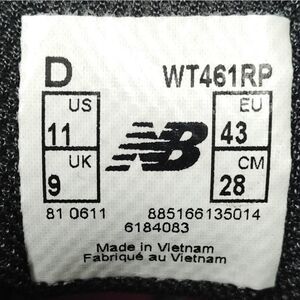 D WT461RP
US 11 NB EU 43
UK 9 CM 28
81 0611 885166135014
6184083
Made in Vietnam
Fabriqué au Vietnam